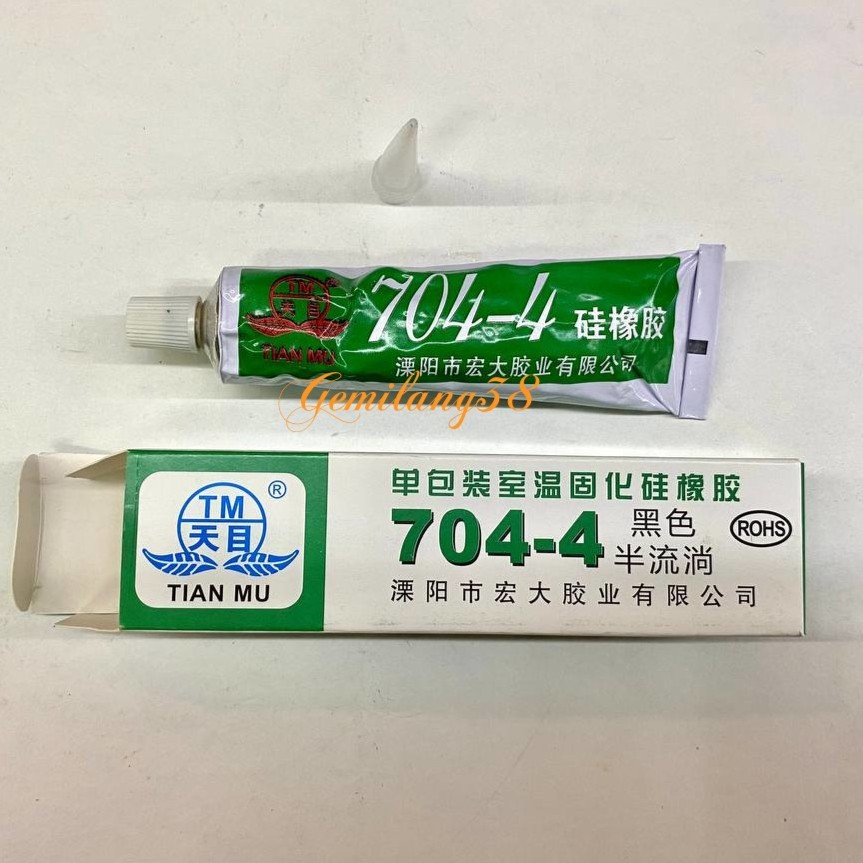 TM
天目
®
TIAN MU
704-4 硅橡胶
溧阳市宏大胶业有限公司
Gemilang38
TM
天目
®
TIAN MU
单包装室温固化硅橡胶
704-4
黑色
半流淌
ROHS
溧阳市宏大胶业有限公司